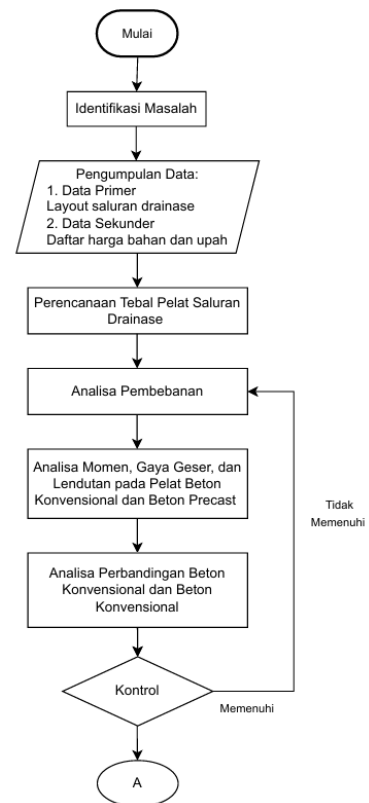 Mulai
Identifikasi Masalah
Pengumpulan Data:
1. Data Primer
Layout saluran drainase
2. Data Sekunder
Daftar harga bahan dan upah
Perencanaan Tebal Pelat Saluran
Drainase
Analisa Pembebanan
Analisa Momen, Gaya Geser, dan
Lendutan pada Pelat Beton
Konvensional dan Beton Precast
Tidak
Memenuhi
Analisa Perbandingan Beton
Konvensional dan Beton
Konvensional
Kontrol
Memenuhi
A